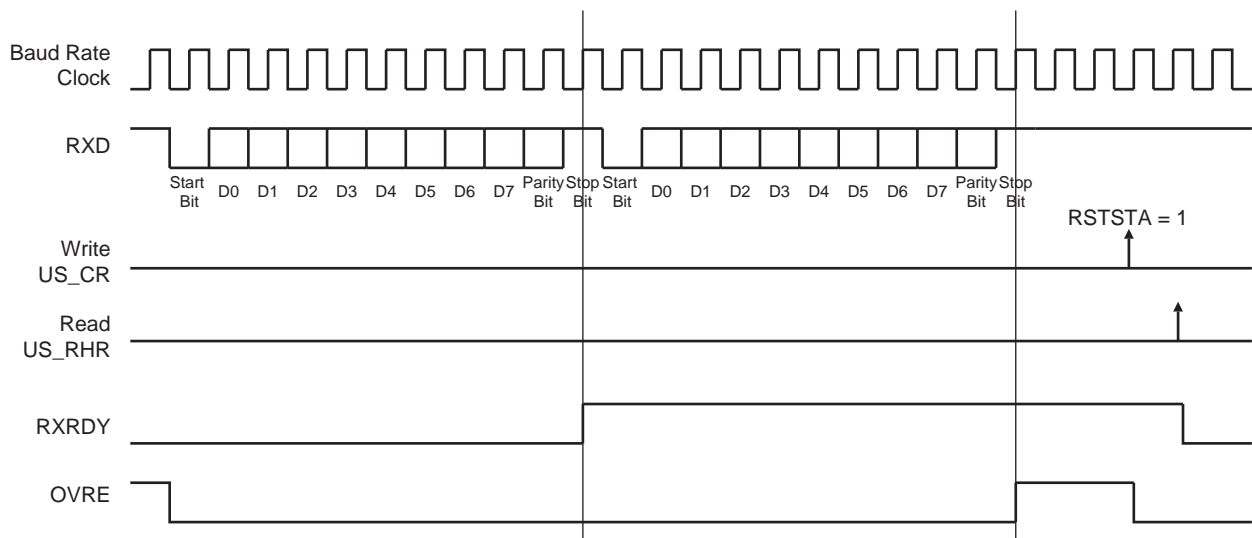 Baud Rate
Clock
RXD
Start
Bit
D0
D1
D2
D3
D4
D5
D6
D7
Parity
Bit
Stop
Bit
Start
Bit
D0
D1
D2
D3
D4
D5
D6
D7
Parity
Bit
Stop
Bit
RSTSTA = 1
Write
US_CR
Read
US_RHR
RXRDY
OVRE